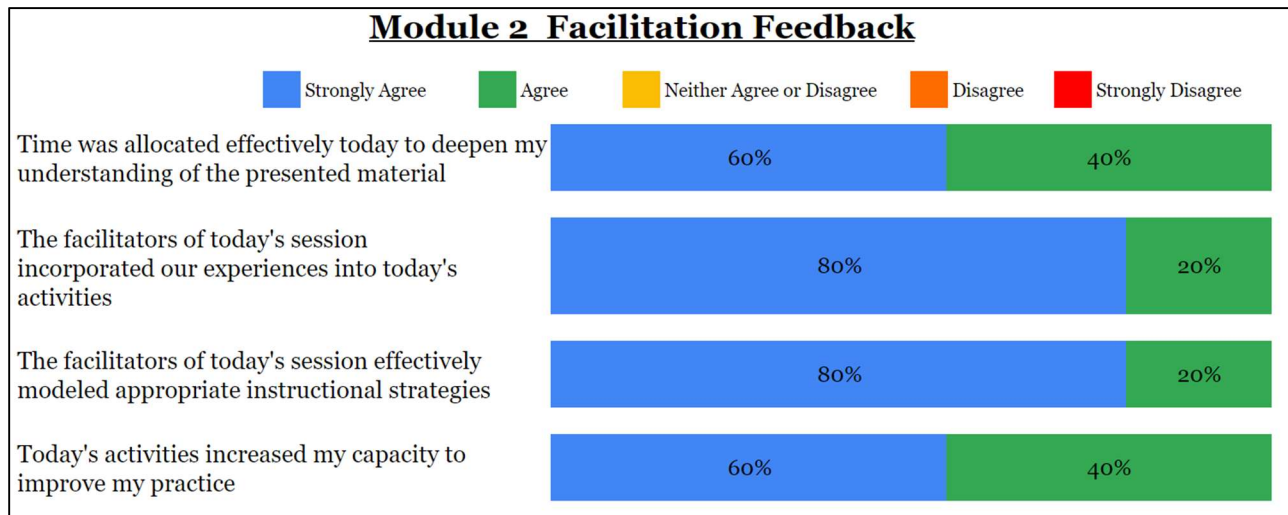 Module 2  Facilitation Feedback
Strongly Agree
Agree
Neither Agree or Disagree
Disagree
Strongly Disagree
Time was allocated effectively today to deepen my
understanding of the presented material
60%
40%
The facilitators of today's session
incorporated our experiences into today's
activities
80%
20%
The facilitators of today's session effectively
modeled appropriate instructional strategies
80%
20%
Today's activities increased my capacity to
improve my practice
60%
40%